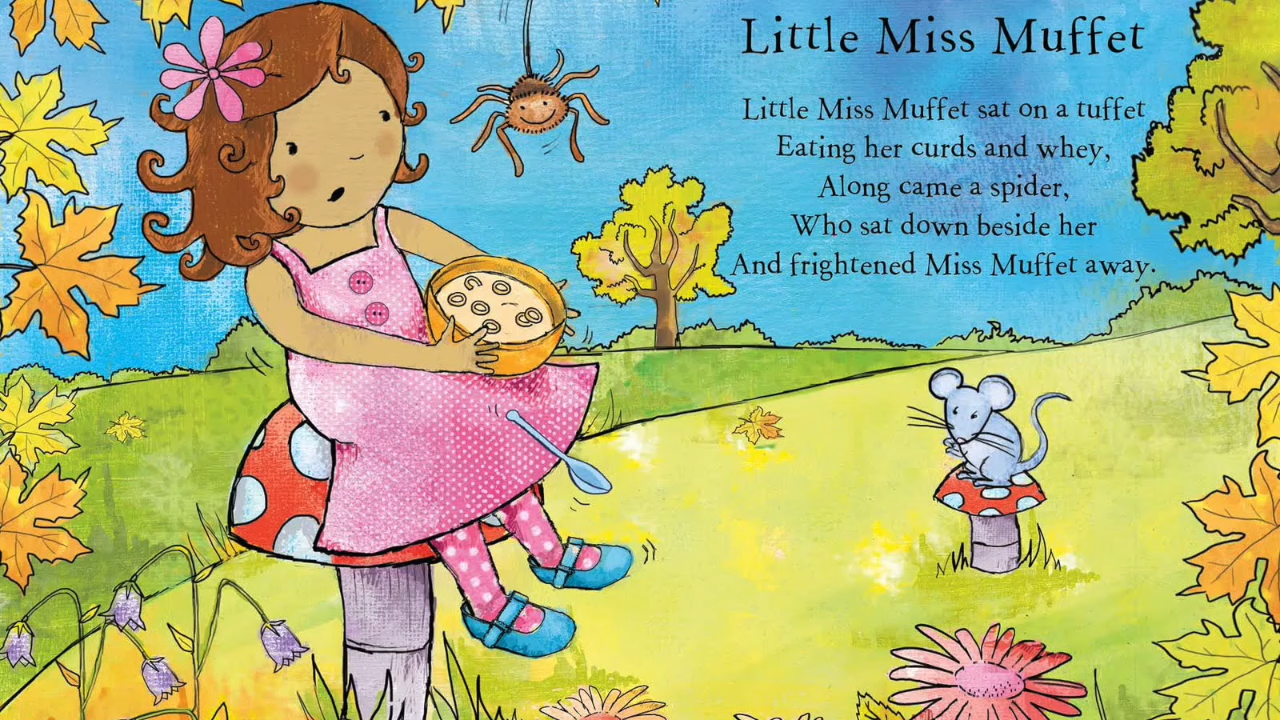 Little Miss Muffet
Little Miss Muffet sat on a tuffet
Eating her curds and whey,
Along came a spider,
Who sat down beside her
And frightened Miss Muffet away.